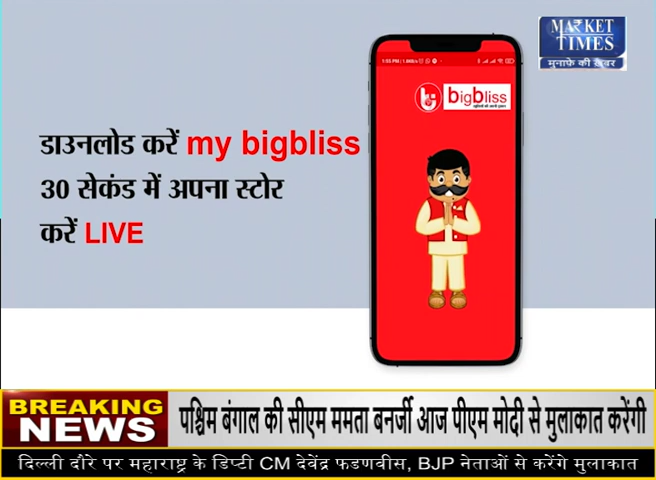 MARKET
TIMES
मुनाफे की ख़बर
bigbliss
डाउनलोड करें my bigbliss
30 सेकंड में अपना स्टोर
करें LIVE
BREAKING
NEWS
पश्चिम बंगाल की सीएम ममता बनर्जी आज पीएम मोदी से मुलाकात करेंगी
दिल्ली दौरे पर महाराष्ट्र के डिप्टी CM देवेंद्र फडणवीस, BJP नेताओं से करेंगे मुलाकात